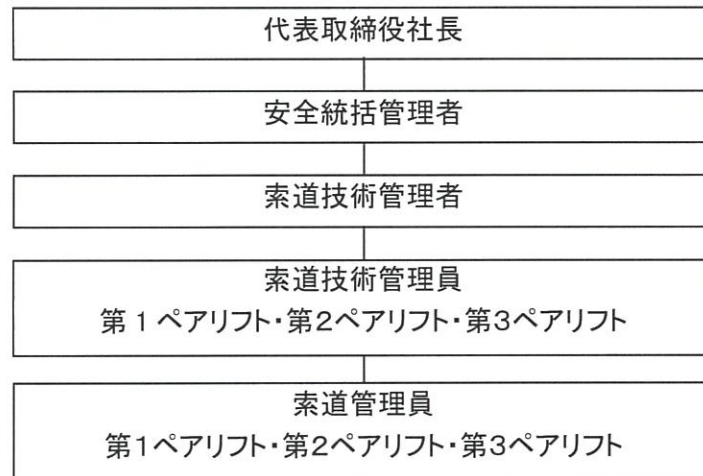 代表取締役社長
安全統括管理者
索道技術管理者
索道技術管理員
第１ペアリフト・第2ペアリフト・第3ペアリフト
索道管理員
第1ペアリフト・第2ペアリフト・第3ペアリフト